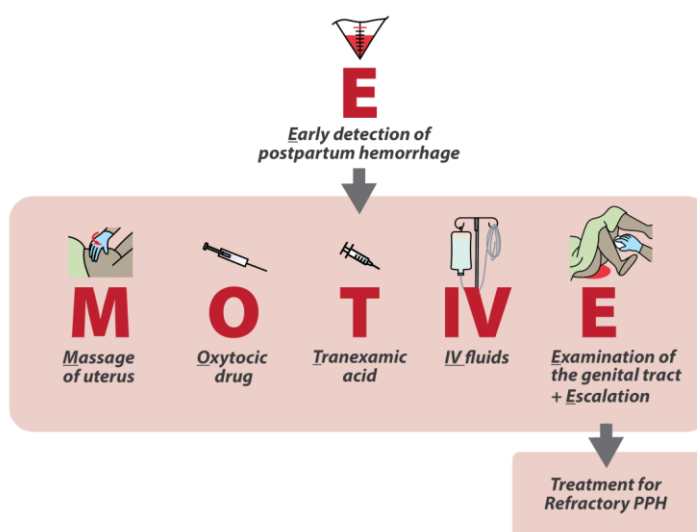 E
Early detection of
postpartum hemorrhage
M
Massage
of uterus
O
Oxytocic
drug
T
Tranexamic
acid
IV
IV fluids
E
Examination of
the genital tract
+ Escalation
Treatment for
Refractory PPH